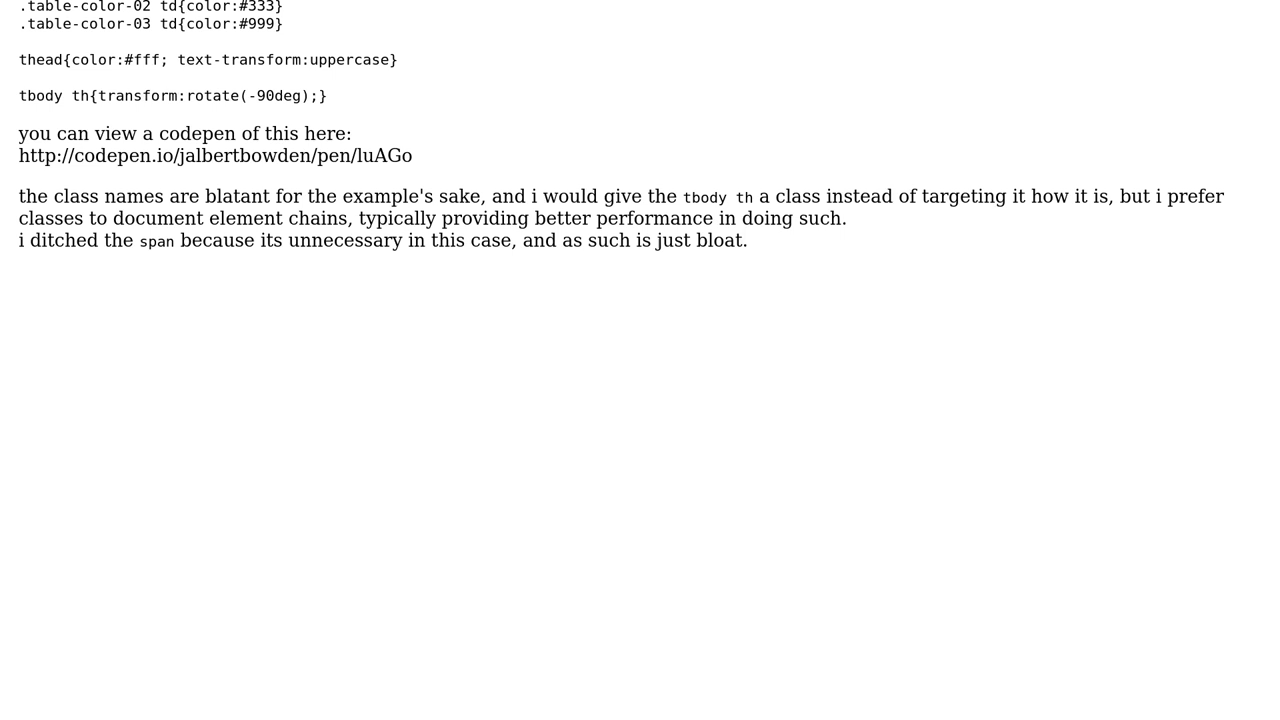 .table-color-02 td{color:#333}
.table-color-03 td{color:#999}
thead{color:#fff; text-transform:uppercase}
tbody th{transform:rotate(-90deg);}
you can view a codepen of this here:
http://codepen.io/jalbertbowden/pen/luAGo
the class names are blatant for the example's sake, and i would give the tbody th a class instead of targeting it how it is, but i prefer
classes to document element chains, typically providing better performance in doing such.
i ditched the span because its unnecessary in this case, and as such is just bloat.